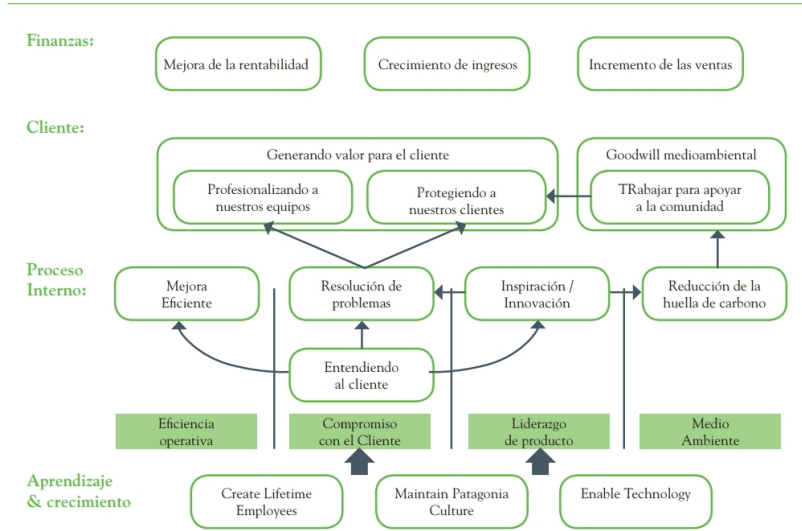 Finanzas:
Mejora de la rentabilidad
Crecimiento de ingresos
Incremento de las ventas
Cliente:
Generando valor para el cliente
Goodwill medioambiental
Profesionalizando a
nuestros equipos
Protegiendo a
nuestros clientes
TRabajar para apoyar
a la comunidad
Proceso
Interno:
Mejora
Eficiente
Resolución de
problemas
Inspiración /
Innovación
Reducción de la
huella de carbono
Entendiendo
al cliente
Eficiencia
operativa
Compromiso
con el Cliente
Liderazgo
de producto
Medio
Ambiente
Aprendizaje
& crecimiento
Create Lifetime
Employees
Maintain Patagonia
Culture
Enable Technology